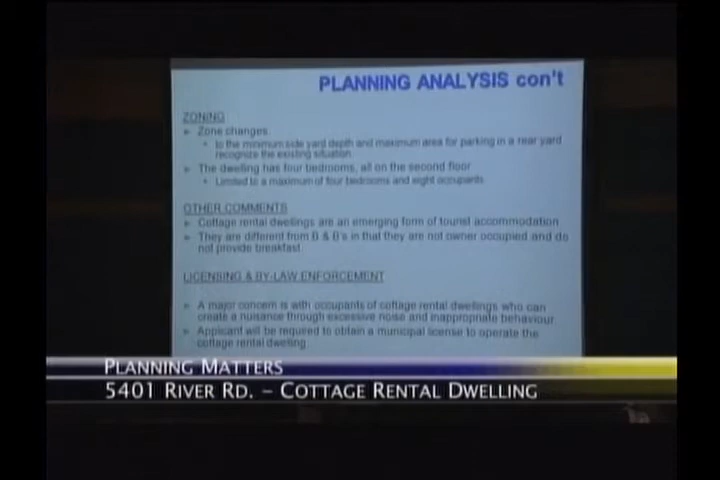 PLANNING ANALYSIS con't
ZONING
Zone changes
to the minimum side yard depth and maximum area for parking in a rear yard
recognize the existing situation
The dwelling has four bedrooms, all on the second floor
Limited to a maximum of four bedrooms and eight occupants
OTHER COMMENTS
Cottage rental dwellings are an emerging form of tourist accommodation
They are different from B & B's in that they are not owner occupied and do
not provide breakfast
LICENSING & BY-LAW ENFORCEMENT
A major concern is with occupants of cottage rental dwellings who can
create a nuisance through excessive noise and inappropriate behaviour
Applicant will be required to obtain a municipal license to operate the
cottage rental dwelling
PLANNING MATTERS
5401 RIVER RD. – COTTAGE RENTAL DWELLING